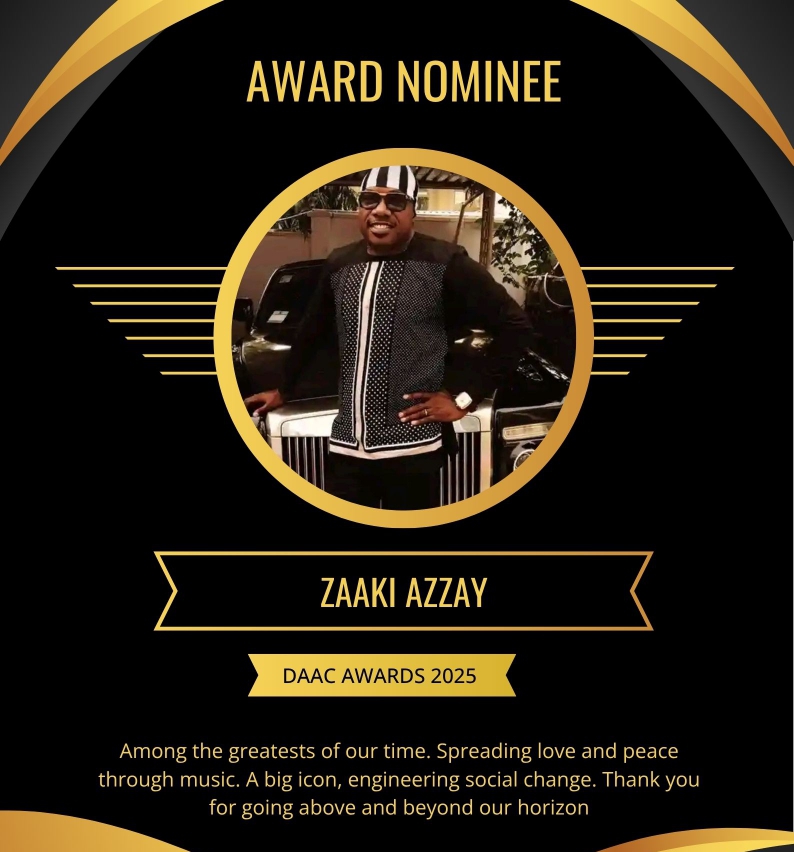 AWARD NOMINEE
ZAAKI AZZAY
DAAC AWARDS 2025
Among the greatests of our time. Spreading love and peace
through music. A big icon, engineering social change. Thank you
for going above and beyond our horizon